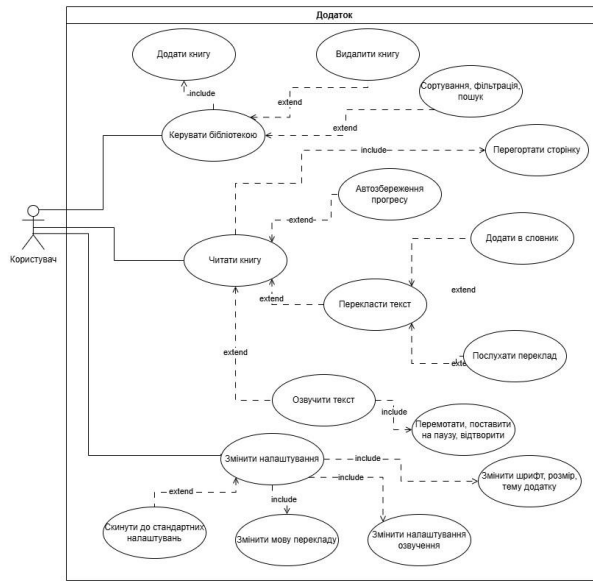 Додаток
Додати книгу
Видалити книгу
Сортування, фільтрація,
пошук
include
extend
extend
Керувати бібліотекою
include
Перегортати сторінку
Автозбереження
прогресу
extend
Користувач
Читати книгу
Додати в словник
extend
extend
Перекласти текст
extend
Послухати переклад
extend
Озвучити текст
include
Перемотати, поставити
на паузу, відтворити
Змінити налаштування
include
include
Змінити шрифт, розмір,
тему додатку
extend
include
Скинути до стандартних
налаштувань
Змінити мову перекладу
Змінити налаштування
озвучення